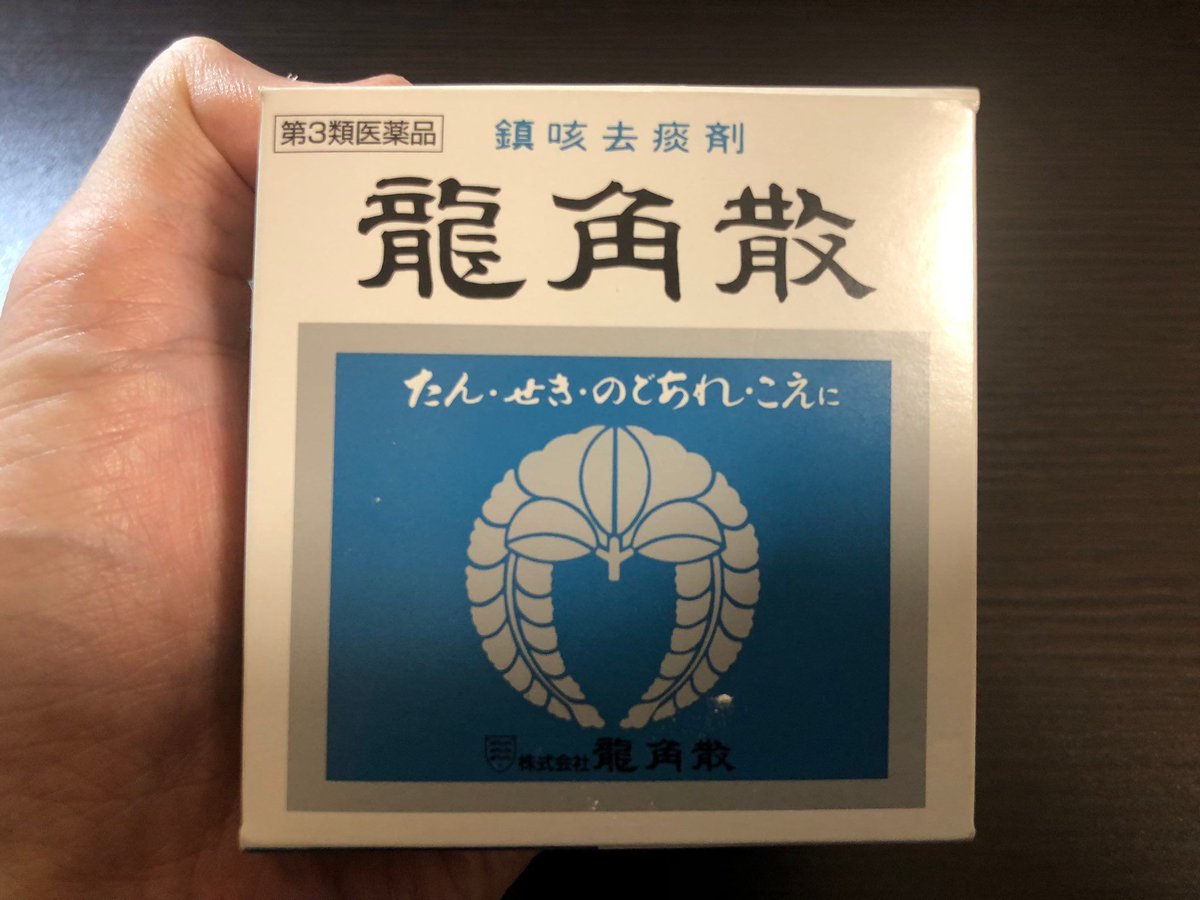 第3類医薬品
鎮咳去痰剤
龍角散
たん・せき・のどあれ・こえに
株式会社龍角散